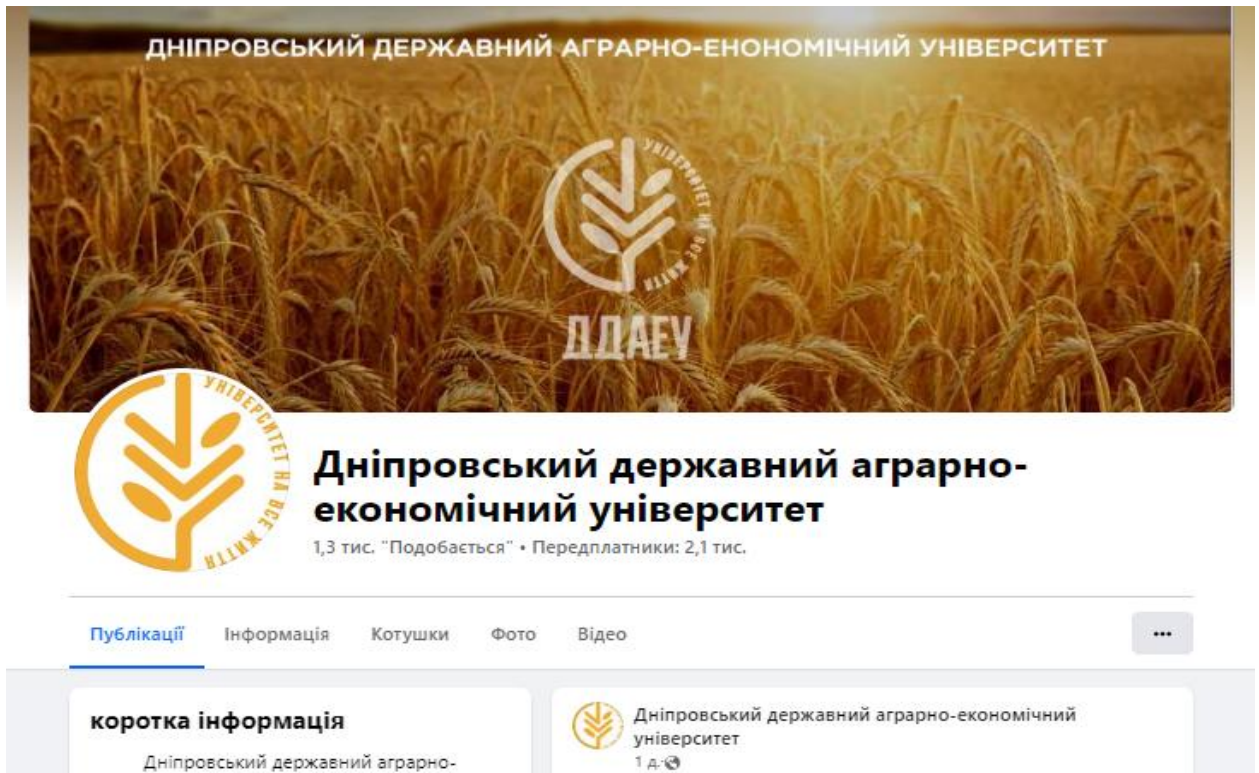 ДНІПРОВСЬКИЙ ДЕРЖАВНИЙ АГРАРНО-ЕНОНОМІЧНИЙ УНІВЕРСИТЕТ
УНІВЕРСИТЕТ НА ВСЕ ЖИТТЯ
ДДАЕУ
УНІВЕРСИТЕТ НА ВСЕ ЖИТТЯ
Дніпровський державний аграрно-
економічний університет
1,3 тис. "Подобається" • Передплатники: 2,1 тис.
Публікації Інформація Котушки Фото Відео
коротка інформація
Дніпровський державний аграрно-
Дніпровський державний аграрно-економічний
університет
1 д.